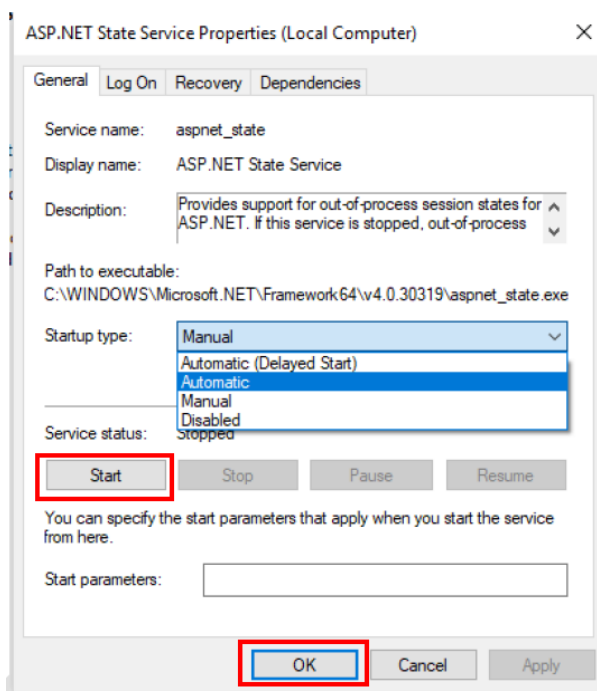 ASP.NET State Service Properties (Local Computer)
General Log On Recovery Dependencies
Service name: aspnet_state
Display name: ASP.NET State Service
Description: Provides support for out-of-process session states for
ASP.NET. If this service is stopped, out-of-process
Path to executable:
C:\WINDOWS\Microsoft.NET\Framework64\v4.0.30319\aspnet_state.exe
Startup type: Manual
Automatic (Delayed Start)
Automatic
Manual
Disabled
Service status: Stopped
Start Stop Pause Resume
You can specify the start parameters that apply when you start the service
from here.
Start parameters:
OK Cancel Apply